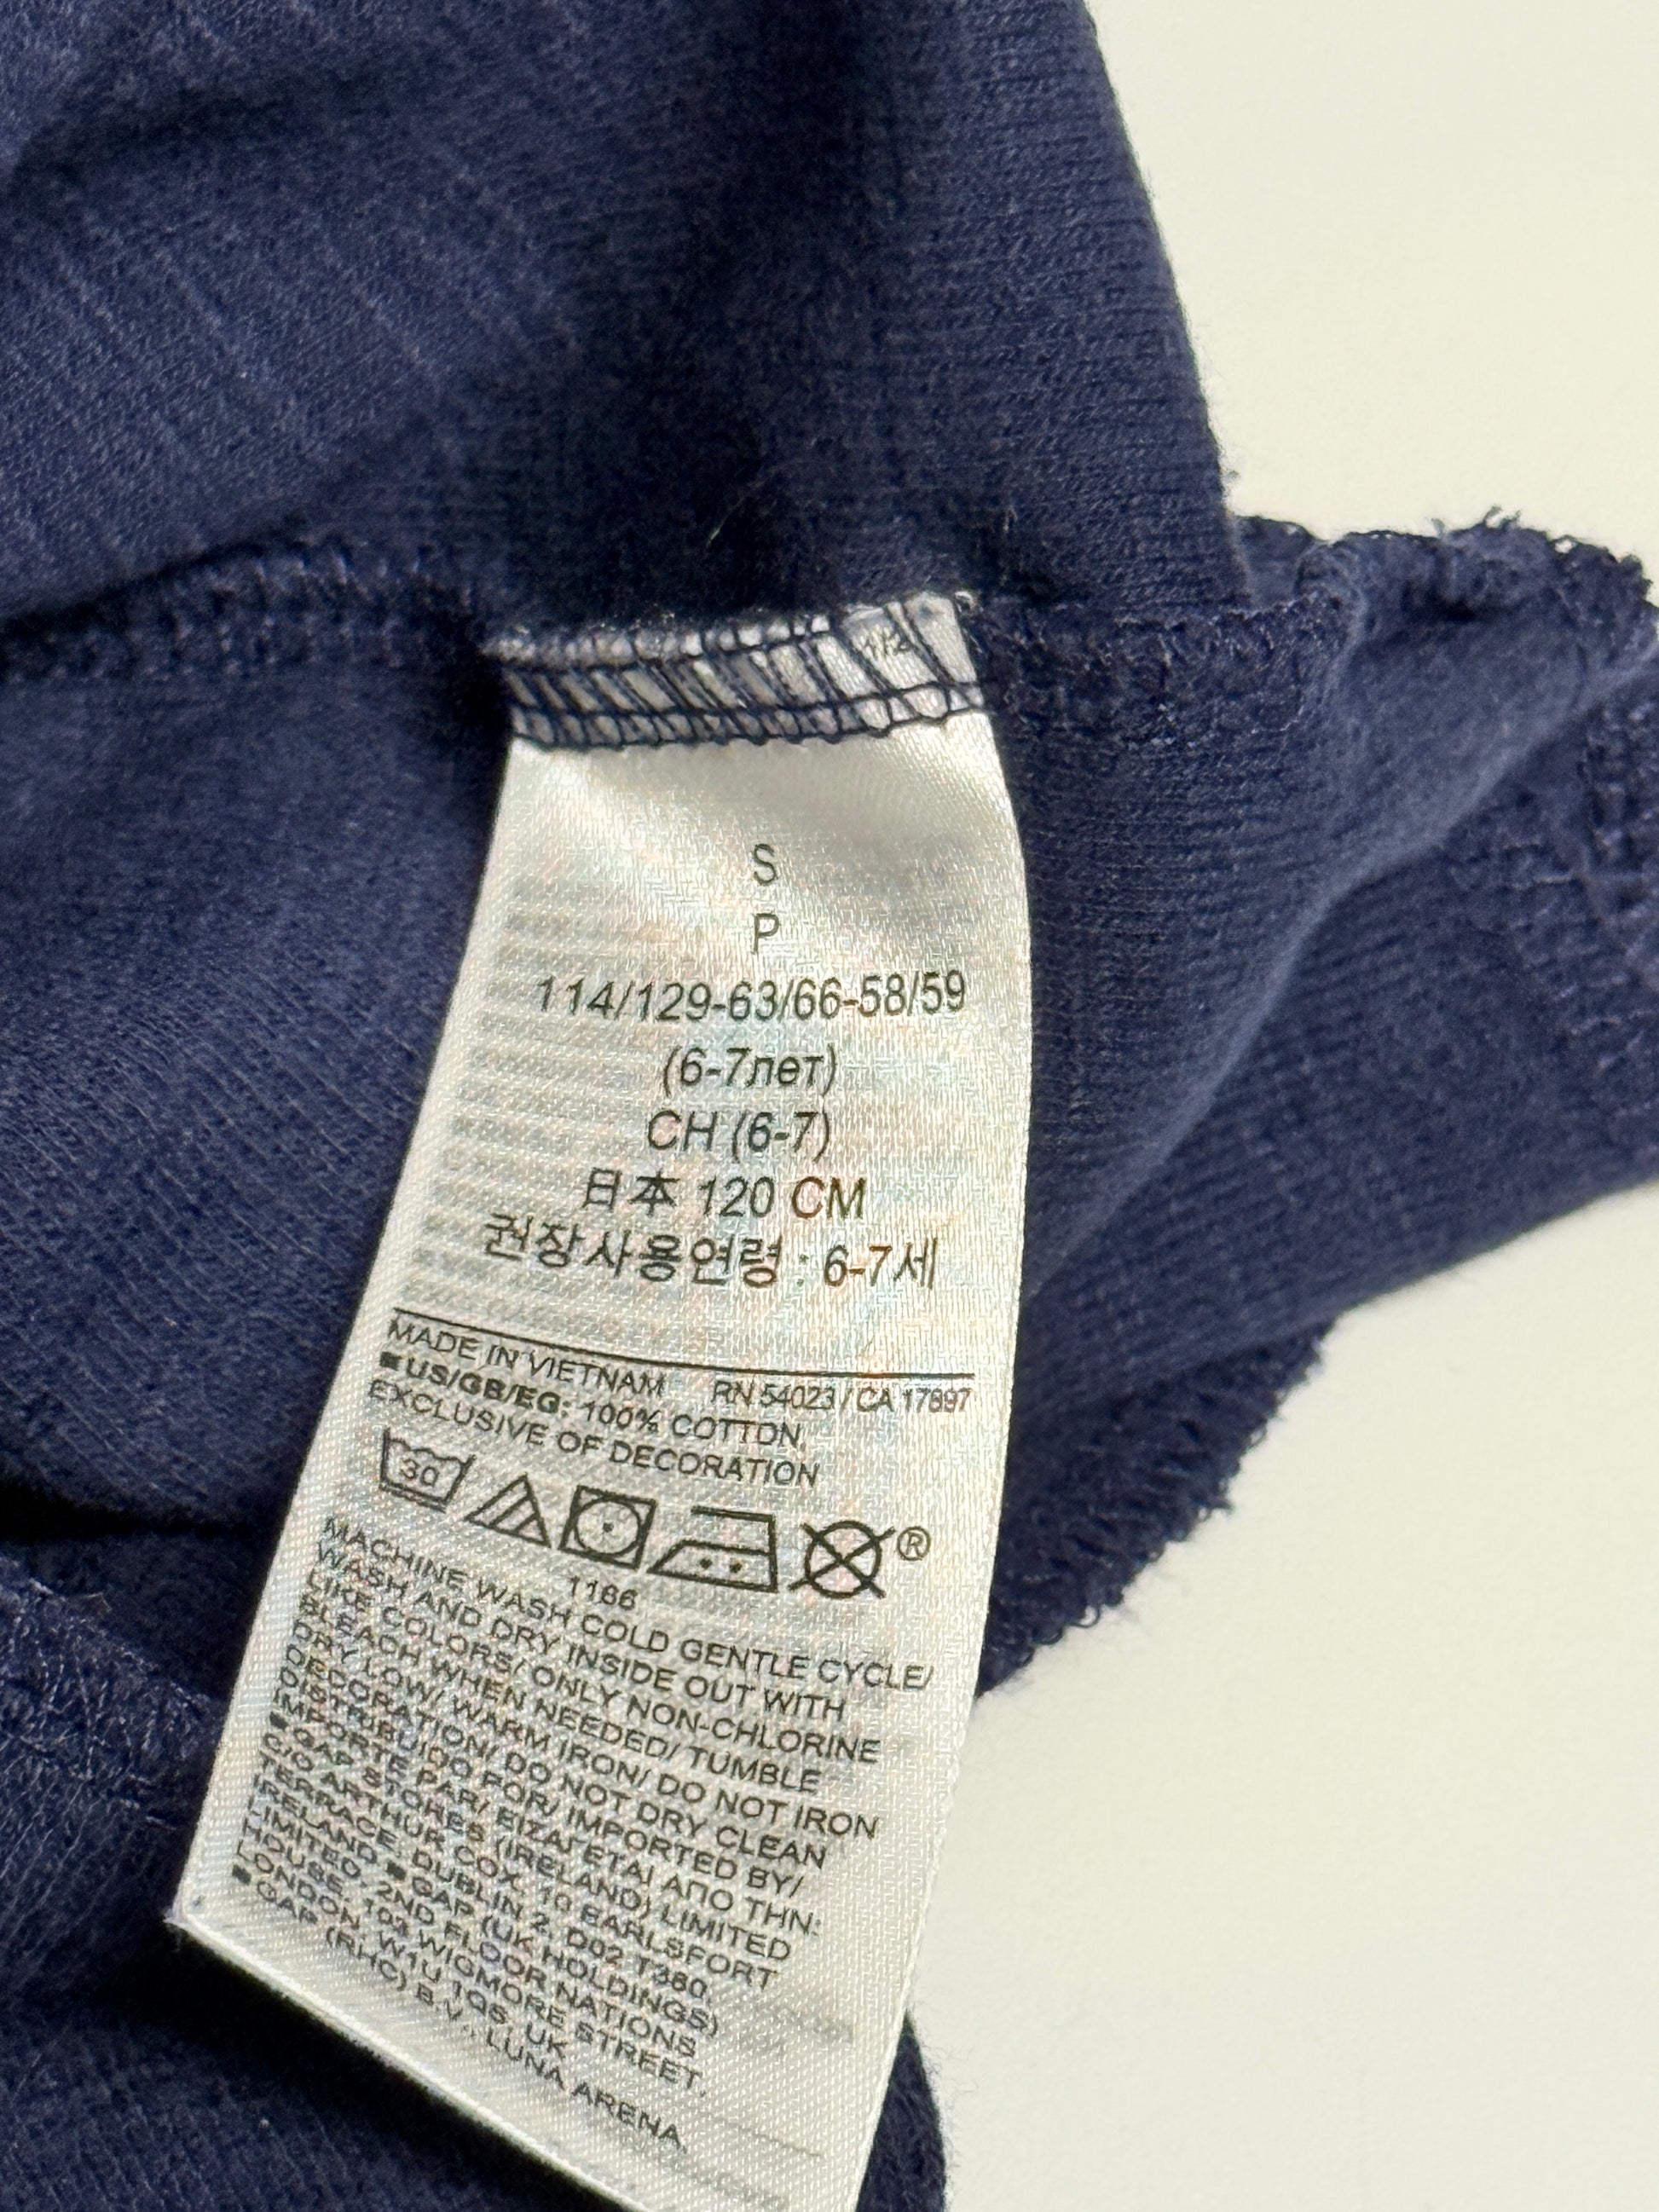 1/2
S
P
114/129-63/66-58/59
(6-7лет)
CH (6-7)
日本 120 CM
권장사용연령 : 6-7세
MADE IN VIETNAM RN 54023 / CA 17897
■US/GB/EG: 100% COTTON,
EXCLUSIVE OF DECORATION
30 ®
1166
MACHINE WASH COLD GENTLE CYCLE/
WASH AND DRY INSIDE OUT WITH
LIKE COLORS/ ONLY NON-CHLORINE
BLEACH WHEN NEEDED/ TUMBLE
DRY LOW/ WARM IRON/ DO NOT IRON
DECORATION/ DO NOT DRY CLEAN
DISTRIBUIDO POR/ IMPORTED BY/
IMPORTE PAR/ ΕΙΣΑΓΕΤΑΙ ΑΠΟ ΤΗΝ:
■ GAP STORES (IRELAND) LIMITED
C/O ARTHUR COX, 10 EARLSFORT
TERRACE, DUBLIN 2, D02 T380,
IRELAND ■ GAP (UK HOLDINGS)
LIMITED, 2ND FLOOR NATIONS
HOUSE, 103 WIGMORE STREET,
LONDON, W1U 1QS, UK
■ GAP (RHC) B.V., LUNA ARENA,